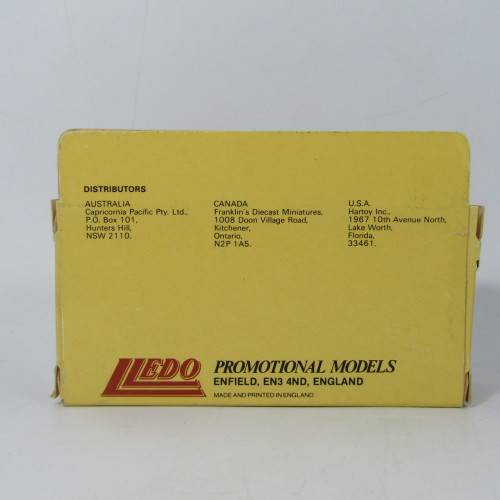 DISTRIBUTORS
AUSTRALIA
Capricornia Pacific Pty. Ltd.,
P.O. Box 101,
Hunters Hill,
NSW 2110.
CANADA
Franklin's Diecast Miniatures,
1008 Doon Village Road,
Kitchener,
Ontario,
N2P 1A5.
U.S.A.
Hartoy Inc.,
1967 10th Avenue North,
Lake Worth,
Florida,
33461.
LLEDO
PROMOTIONAL MODELS
ENFIELD, EN3 4ND, ENGLAND
MADE AND PRINTED IN ENGLAND